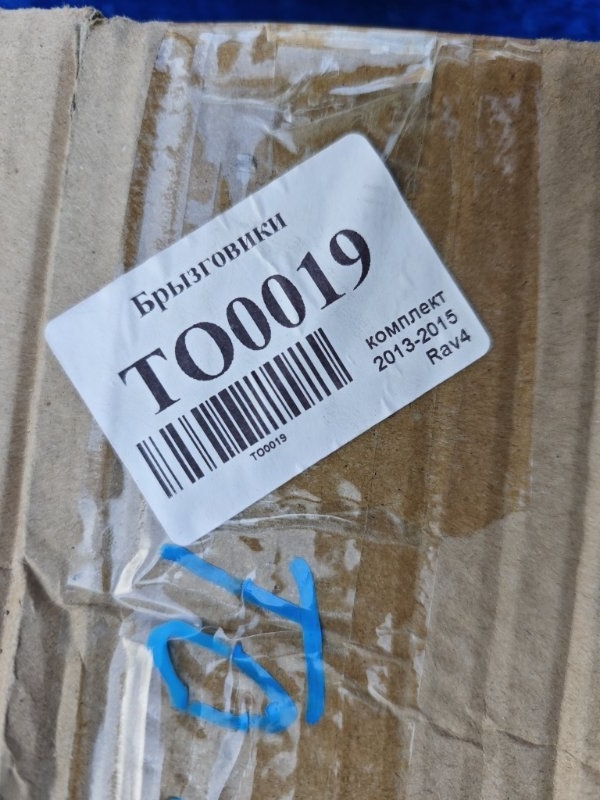 Брызговики
TO0019
TO0019
комплект
2013-2015
Rav4